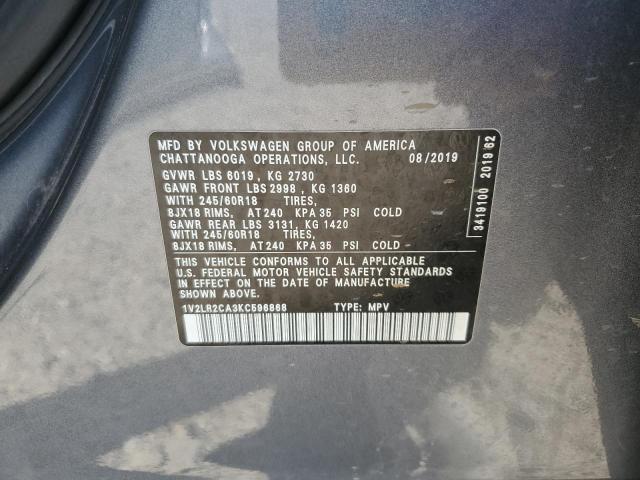 MFD BY VOLKSWAGEN GROUP OF AMERICA
CHATTANOOGA OPERATIONS, LLC. 08/2019
GVWR LBS 6019, KG 2730
GAWR FRONT LBS 2998, KG 1360
WITH 245/60R18 TIRES,
8JX18 RIMS, AT 240 KPA 35 PSI COLD
GAWR REAR LBS 3131, KG 1420
WITH 245/60R18 TIRES,
8JX18 RIMS, AT 240 KPA 35 PSI COLD
THIS VEHICLE CONFORMS TO ALL APPLICABLE
U.S. FEDERAL MOTOR VEHICLE SAFETY STANDARDS
IN EFFECT ON THE DATE OF MANUFACTURE
SHOWN ABOVE.
1V2LR2CA3KC596868 TYPE: MPV
3419100 2019 62